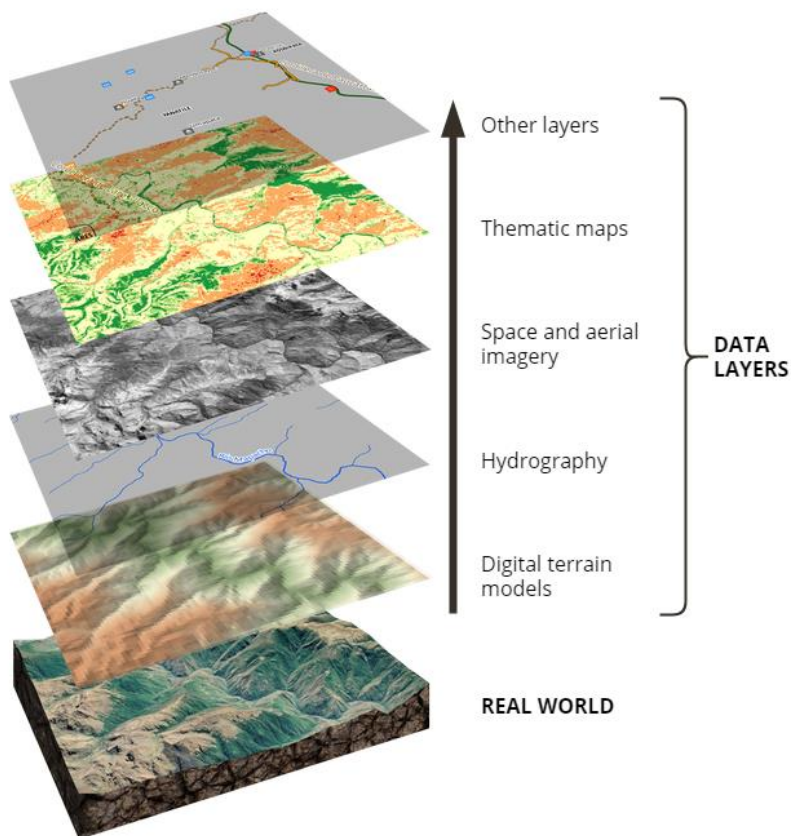 Other layers
Thematic maps
Space and aerial
imagery
DATA
LAYERS
Hydrography
Digital terrain
models
REAL WORLD